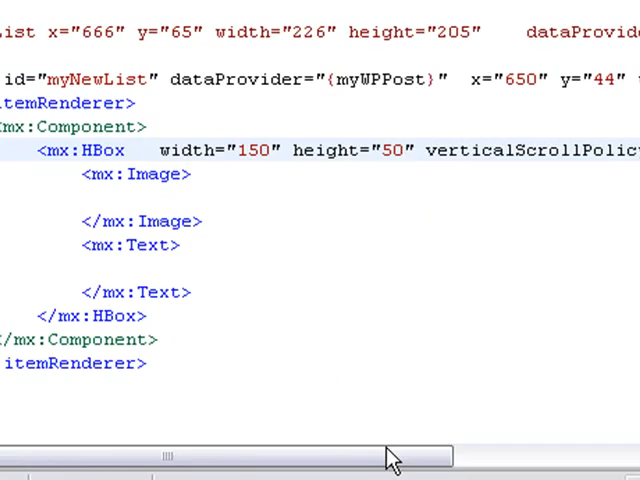 List x="666" y="65" width="226" height="205" dataProvide
id="myNewList" dataProvider="{myWPPost}" x="650" y="44"
itemRenderer>
<mx:Component>
<mx:HBox width="150" height="50" verticalScrollPolic
<mx:Image>
</mx:Image>
<mx:Text>
</mx:Text>
</mx:HBox>
</mx:Component>
itemRenderer>